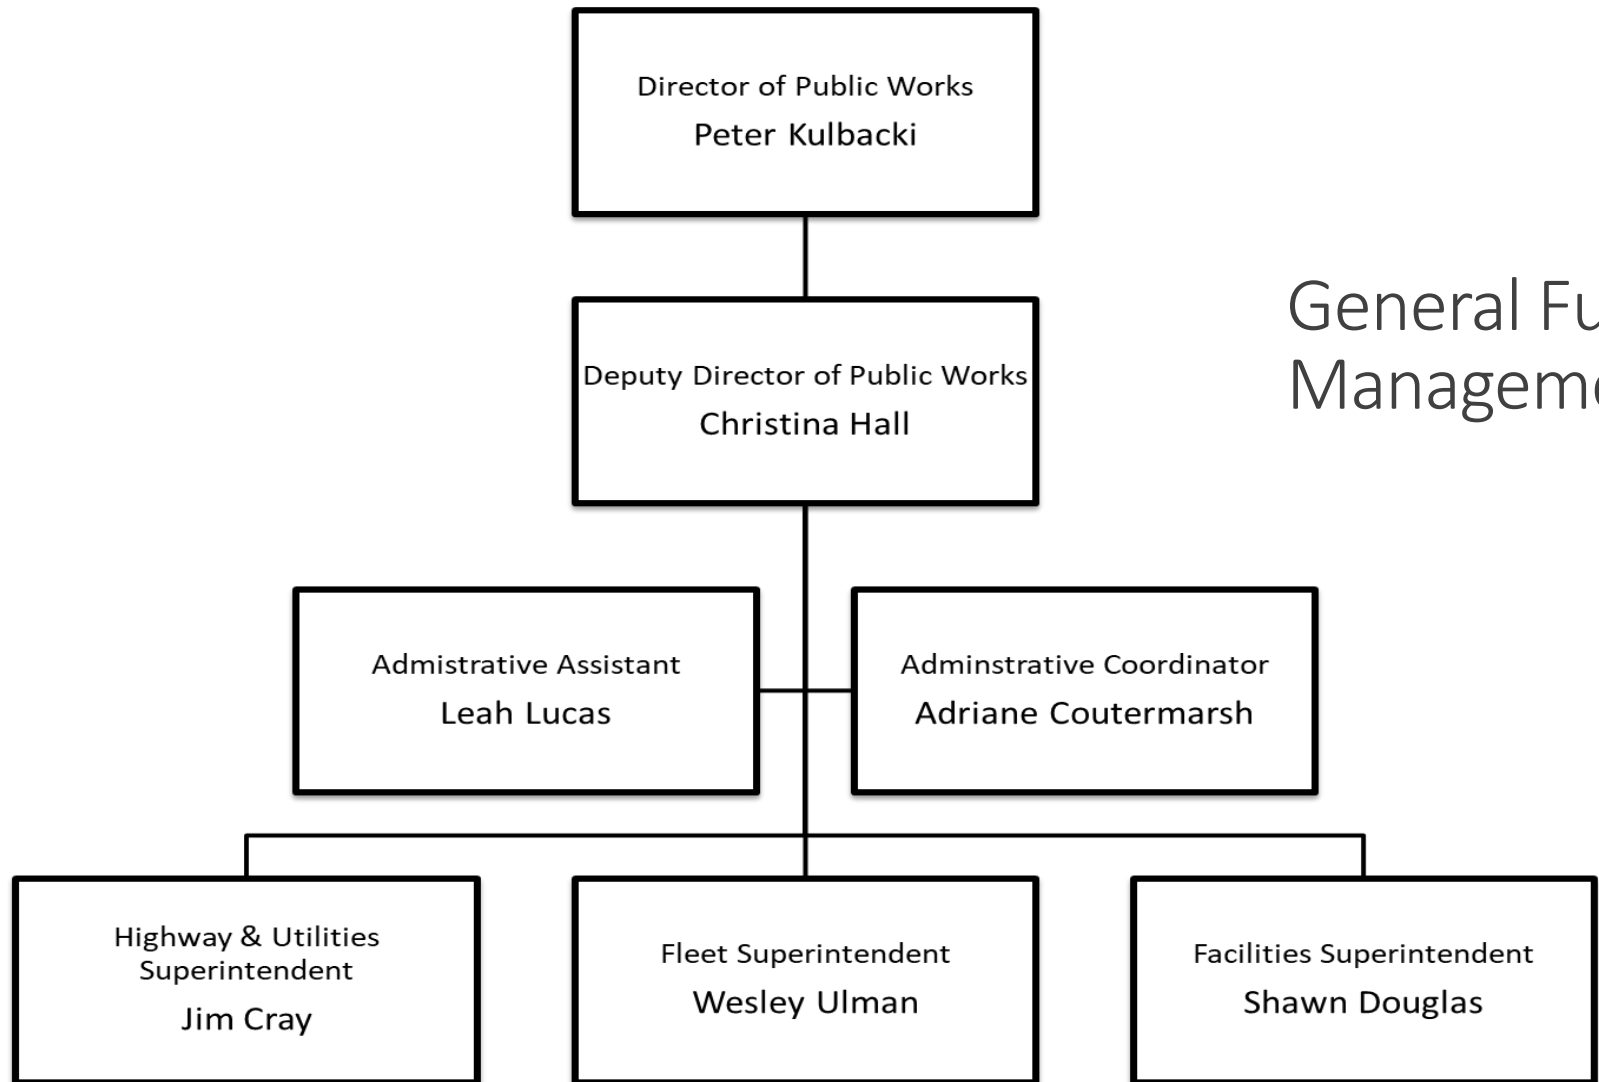 Director of Public Works
Peter Kulbacki
General Fu
Manageme
Deputy Director of Public Works
Christina Hall
Admistrative Assistant
Leah Lucas
Adminstrative Coordinator
Adriane Coutermarsh
Highway & Utilities
Superintendent
Jim Cray
Fleet Superintendent
Wesley Ulman
Facilities Superintendent
Shawn Douglas